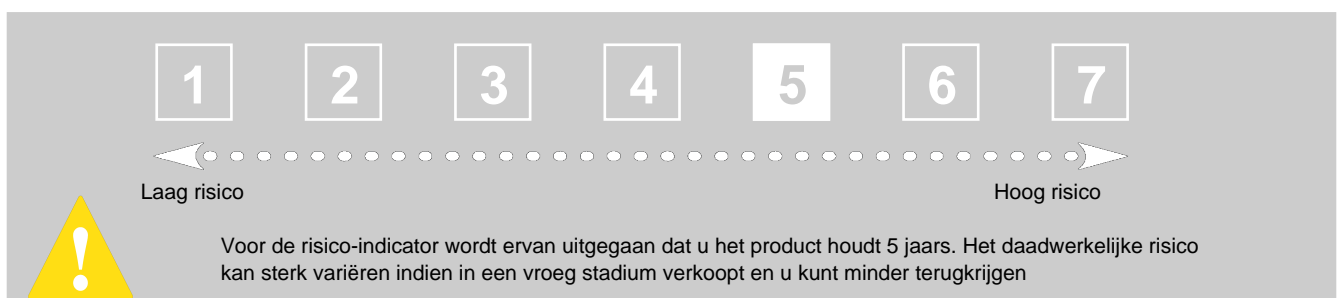 1 2 3 4 5 6 7
Laag risico Hoog risico
!
Voor de risico-indicator wordt ervan uitgegaan dat u het product houdt 5 jaars. Het daadwerkelijke risico
kan sterk variëren indien in een vroeg stadium verkoopt en u kunt minder terugkrijgen